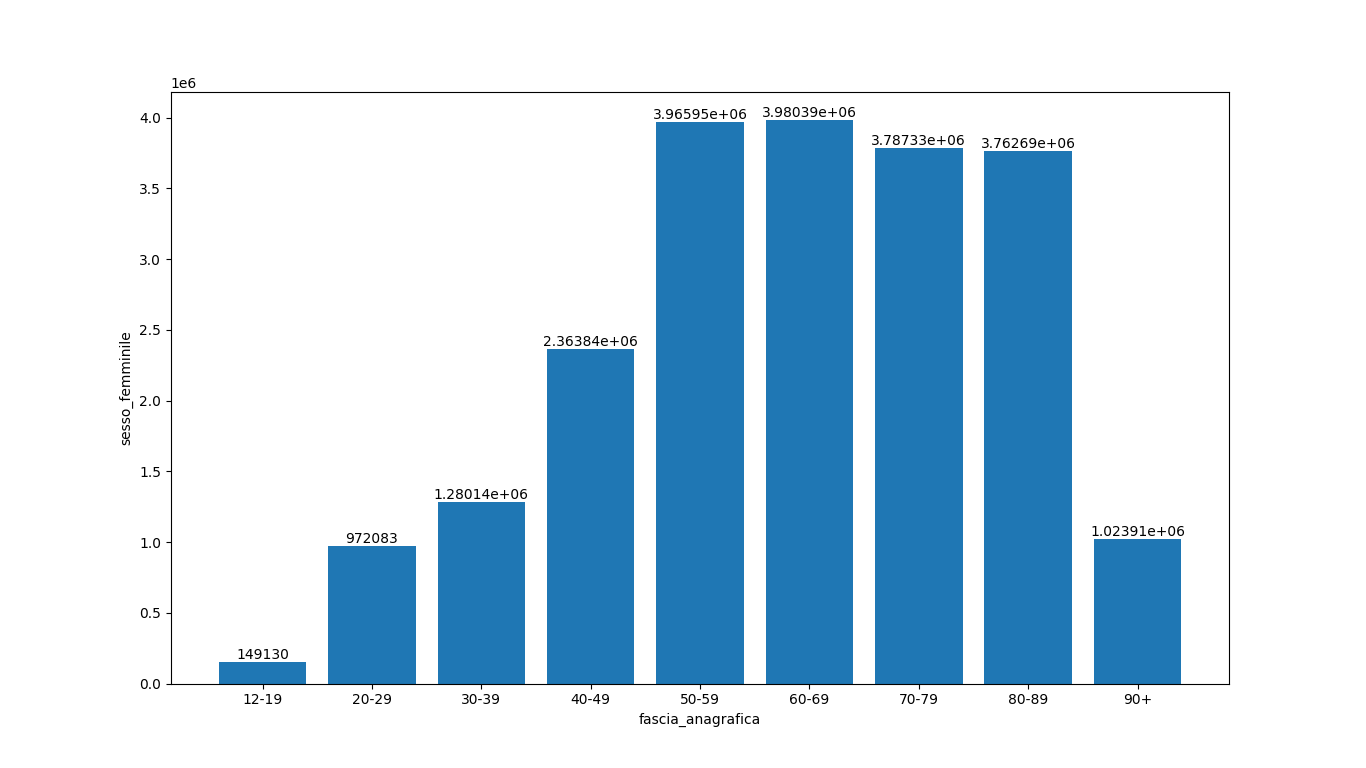 1e6
4.0
3.5
3.0
2.5
2.0
1.5
1.0
0.5
0.0
sesso_femminile
149130
972083
1.28014e+06
2.36384e+06
3.96595e+06
3.98039e+06
3.78733e+06
3.76269e+06
1.02391e+06
12-19
20-29
30-39
40-49
50-59
60-69
70-79
80-89
90+
fascia_anagrafica